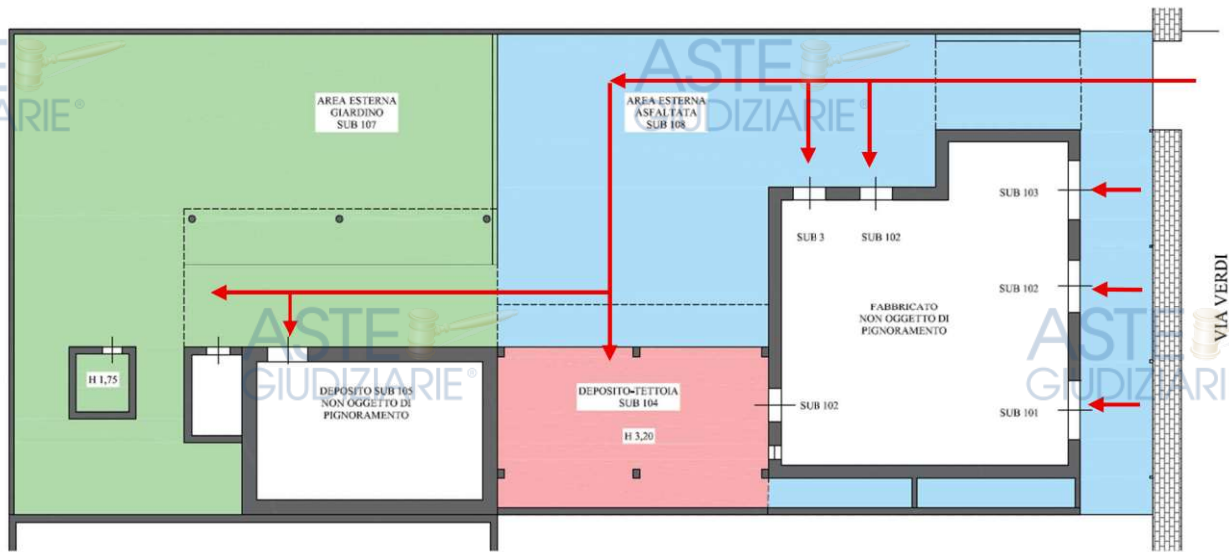 ASTE
GIUDIZIARIE®
ARIE®
AREA ESTERNA
GIARDINO
SUB 107
AREA ESTERNA
ASFALTATA
SUB 108
SUB 103
SUB 3
SUB 102
SUB 102
FABBRICATO
NON OGGETTO DI
PIGNORAMENTO
VIA VERDI
ASTE
GIUDIZIARIE®
ASTE
GIUDIZIARI
H 1,75
DEPOSITO SUB 105
NON OGGETTO DI
PIGNORAMENTO
DEPOSITO-TETTOIA
SUB 104
H 3,20
SUB 102
SUB 101